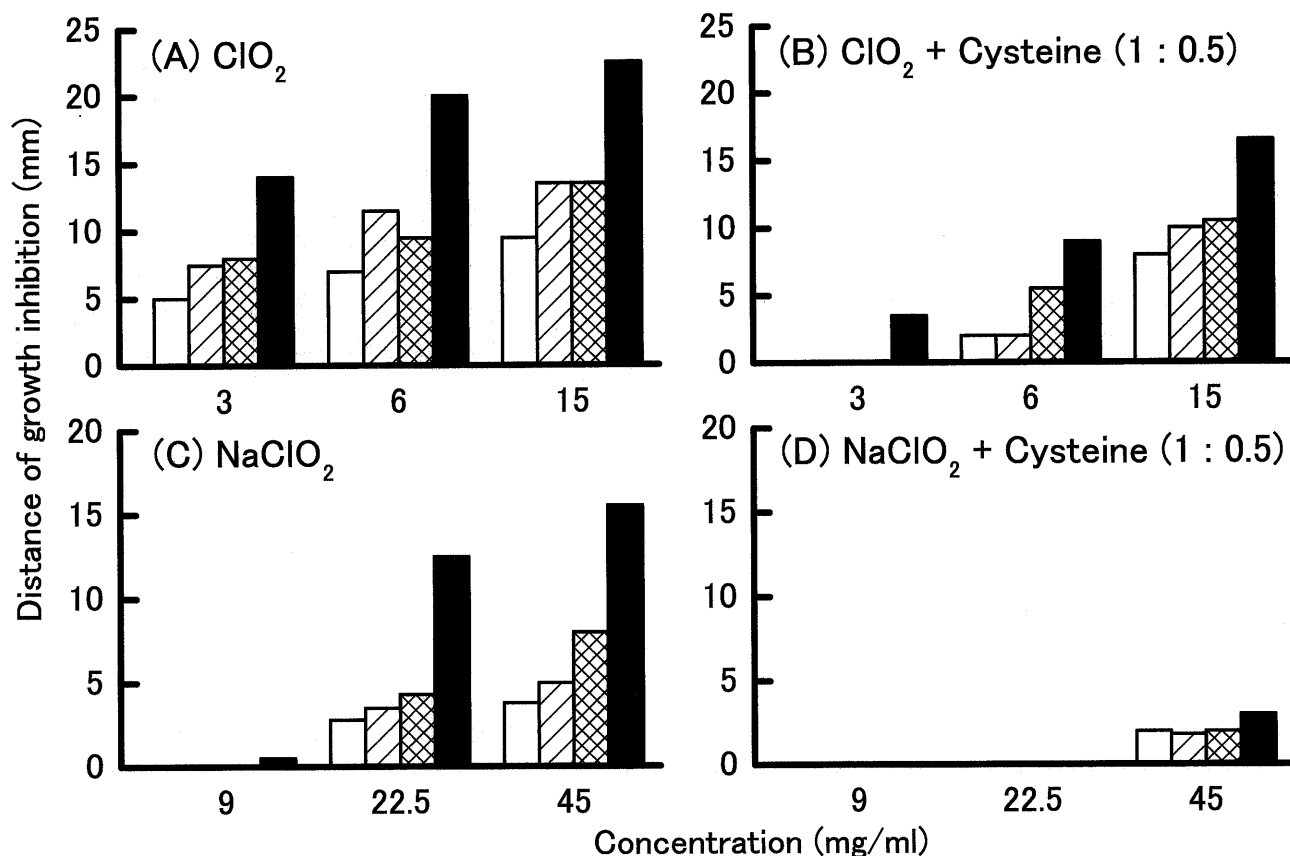 Distance of growth inhibition (mm)
(A) ClO₂
25
20
15
10
5
0
3 6 15
(B) ClO₂ + Cysteine (1 : 0.5)
25
20
15
10
5
0
3 6 15
(C) NaClO₂
20
15
10
5
0
9 22.5 45
(D) NaClO₂ + Cysteine (1 : 0.5)
20
15
10
5
0
9 22.5 45
Concentration (mg/ml)